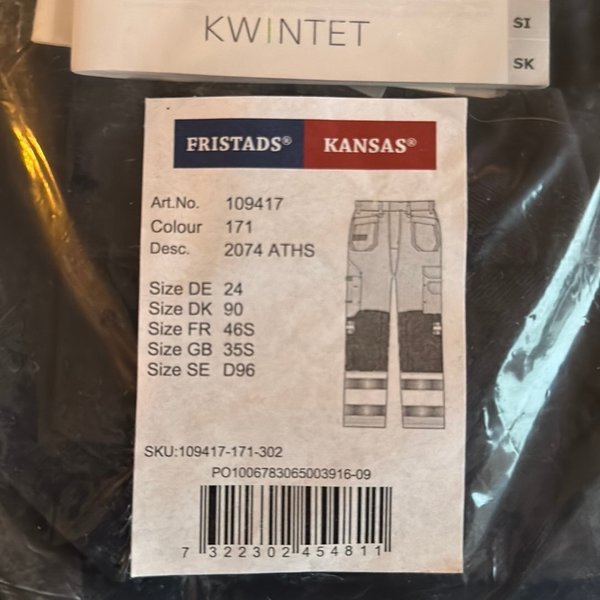 KWINTET
SI
SK
FRISTADS® KANSAS®
Art.No. 109417
Colour 171
Desc. 2074 ATHS
Size DE 24
Size DK 90
Size FR 46S
Size GB 35S
Size SE D96
SKU:109417-171-302
PO1006783065003916-09
7 322302 454811